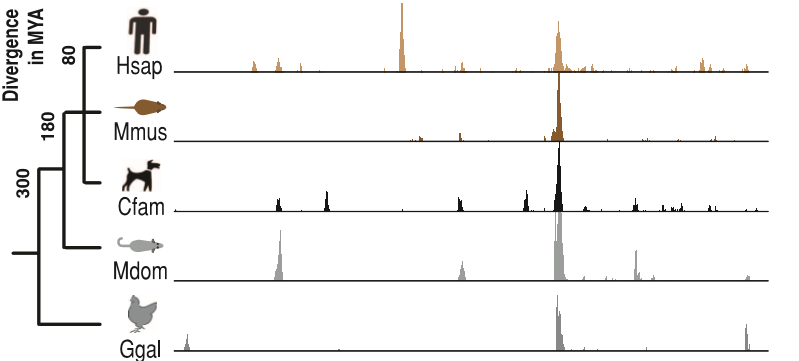 Divergence
in MYA
80
180
300
Hsap
Mmus
Cfam
Mdom
Ggal